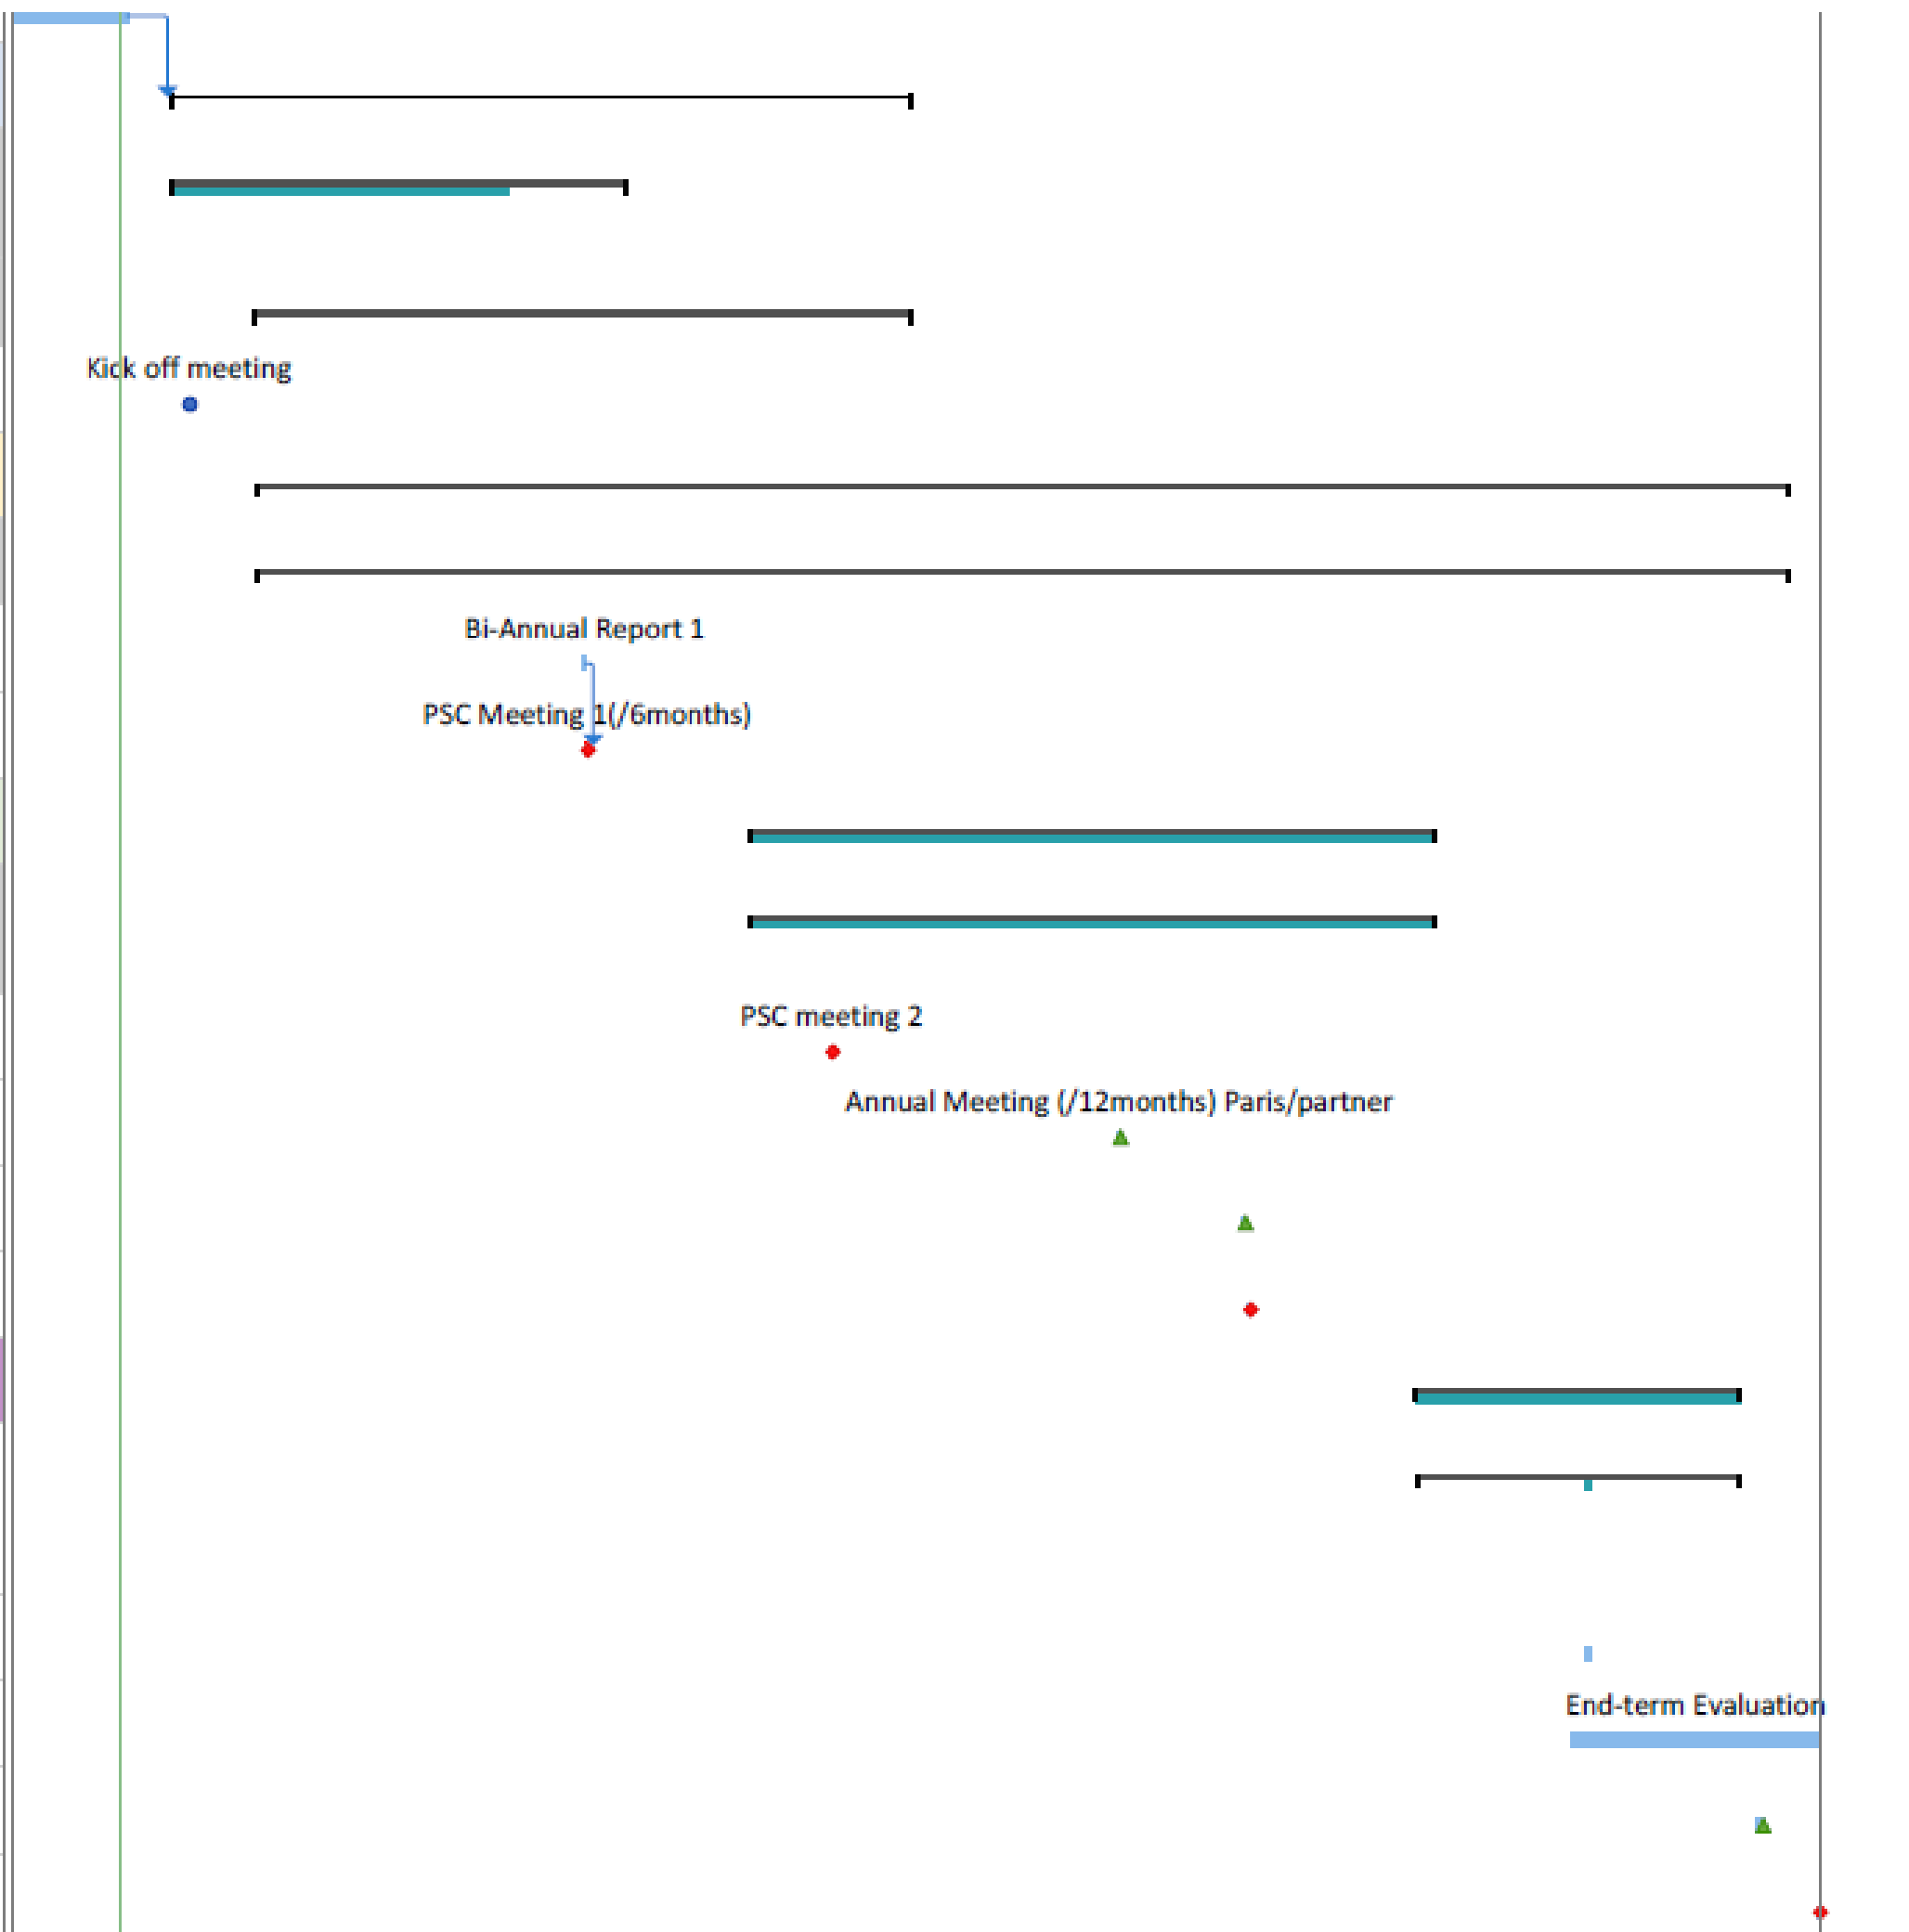 Kick off meeting
Bi-Annual Report 1
PSC Meeting 1(/6months)
PSC meeting 2
Annual Meeting (/12months) Paris/partner
End-term Evaluation